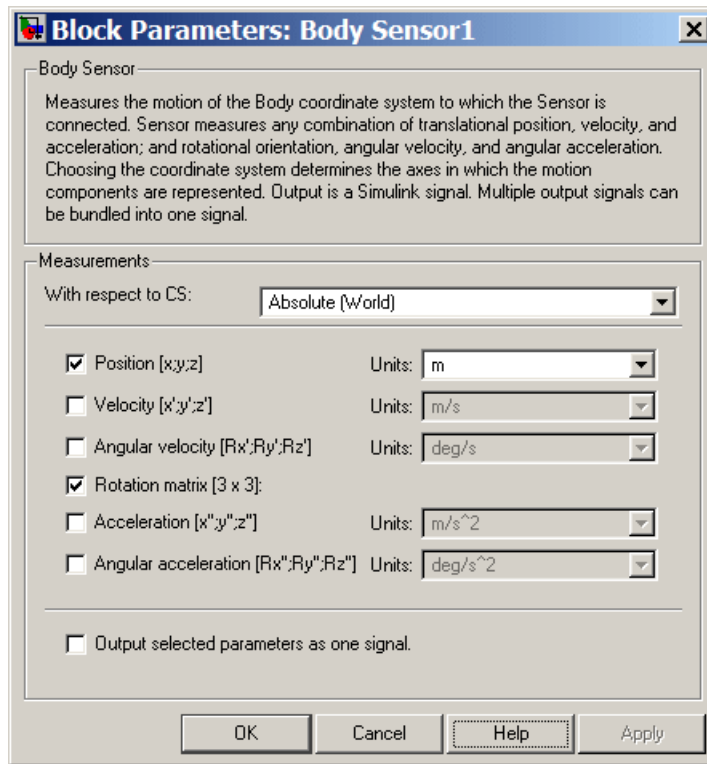 Block Parameters: Body Sensor1
Body Sensor
Measures the motion of the Body coordinate system to which the Sensor is
connected. Sensor measures any combination of translational position, velocity, and
acceleration; and rotational orientation, angular velocity, and angular acceleration.
Choosing the coordinate system determines the axes in which the motion
components are represented. Output is a Simulink signal. Multiple output signals can
be bundled into one signal.
Measurements
With respect to CS: Absolute (World)
Position [x;y;z] Units: m
Velocity [x';y';z'] Units: m/s
Angular velocity [Rx';Ry';Rz'] Units: deg/s
Rotation matrix [3 x 3]:
Acceleration [x";y";z"] Units: m/s^2
Angular acceleration [Rx";Ry";Rz"] Units: deg/s^2
Output selected parameters as one signal.
OK Cancel Help Apply